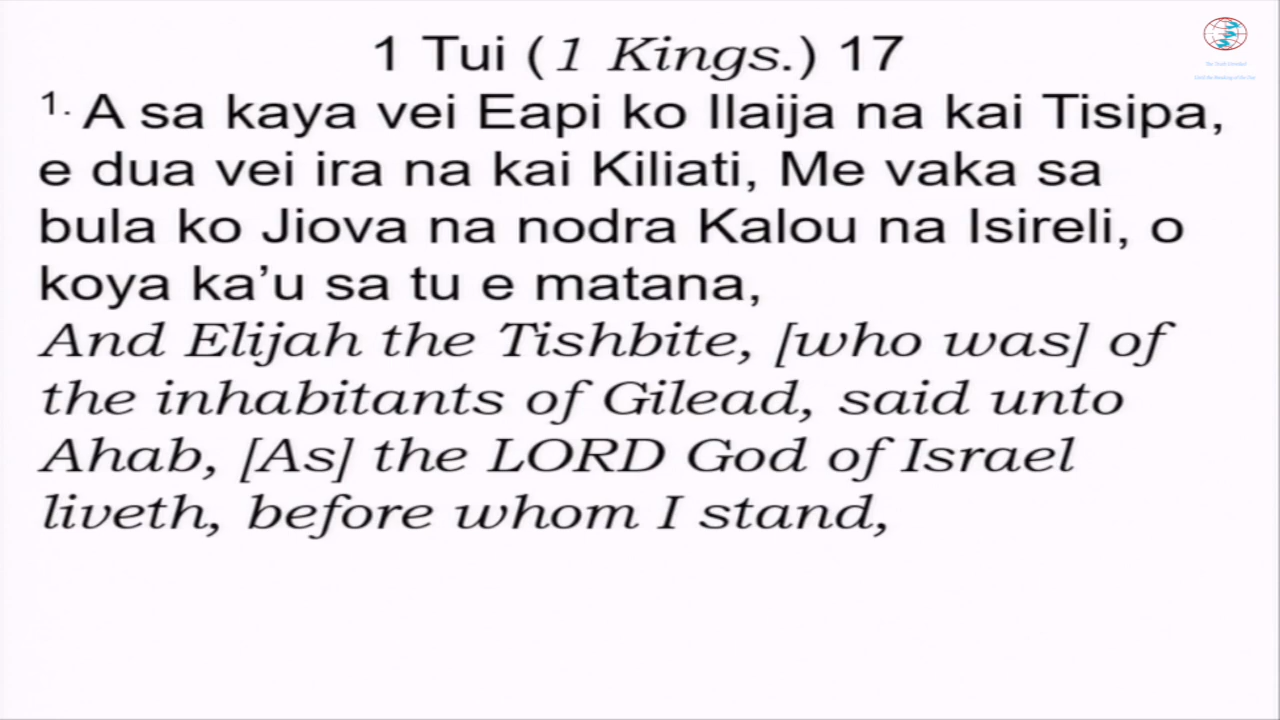 1 Tui (1 Kings.) 17
1. A sa kaya vei Eapi ko Ilaija na kai Tisipa,
e dua vei ira na kai Kiliati, Me vaka sa
bula ko Jiova na nodra Kalou na Isireli, o
koya ka’u sa tu e matana,
And Elijah the Tishbite, [who was] of
the inhabitants of Gilead, said unto
Ahab, [As] the LORD God of Israel
liveth, before whom I stand,